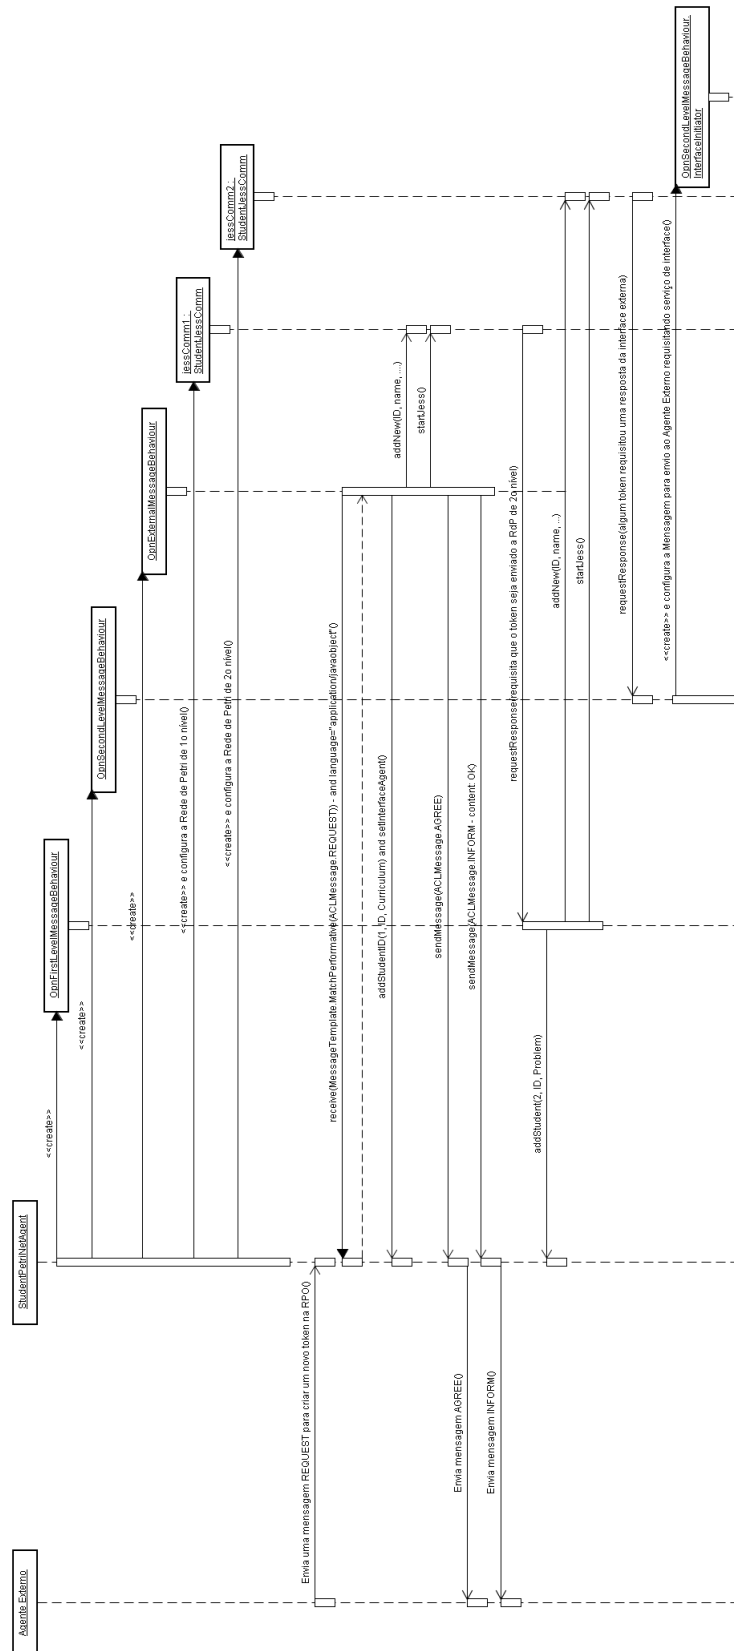 Agente Externo
StudentPetriNetAgent
OpnFirstLevelMessageBehaviour
OpnSecondLevelMessageBehaviour
OpnExternalMessageBehaviour
jessComm1 :
StudentJessComm
jessComm2 :
StudentJessComm
OpnSecondLevelMessageBehaviour.
InterfaceInitiator
<<create>>
<<create>>
<<create>>
<<create>> e configura a Rede de Petri de 1o nível()
<<create>> e configura a Rede de Petri de 2o nível()
Envia uma mensagem REQUEST para criar um novo token na RPO()
receive(MessageTemplate.MatchPerformative(ACLMessage.REQUEST)) - and language="application/javaobject"()
addStudentID(1, ID, Curriculum) and setInterfaceAgent()
addNew(ID, name, ...)
startJess()
sendMessage(ACLMessage.AGREE)
Envia mensagem AGREE()
sendMessage(ACLMessage.INFORM - content: OK)
Envia mensagem INFORM()
requestResponse(requisita que o token seja enviado a RdP de 2o nível)
addStudent(2, ID, Problem)
addNew(ID, name, ...)
startJess()
requestResponse(algum token requisitou uma resposta da interface externa)
<<create>> e configura a Mensagem para envio ao Agente Externo requisitando serviço de interface()